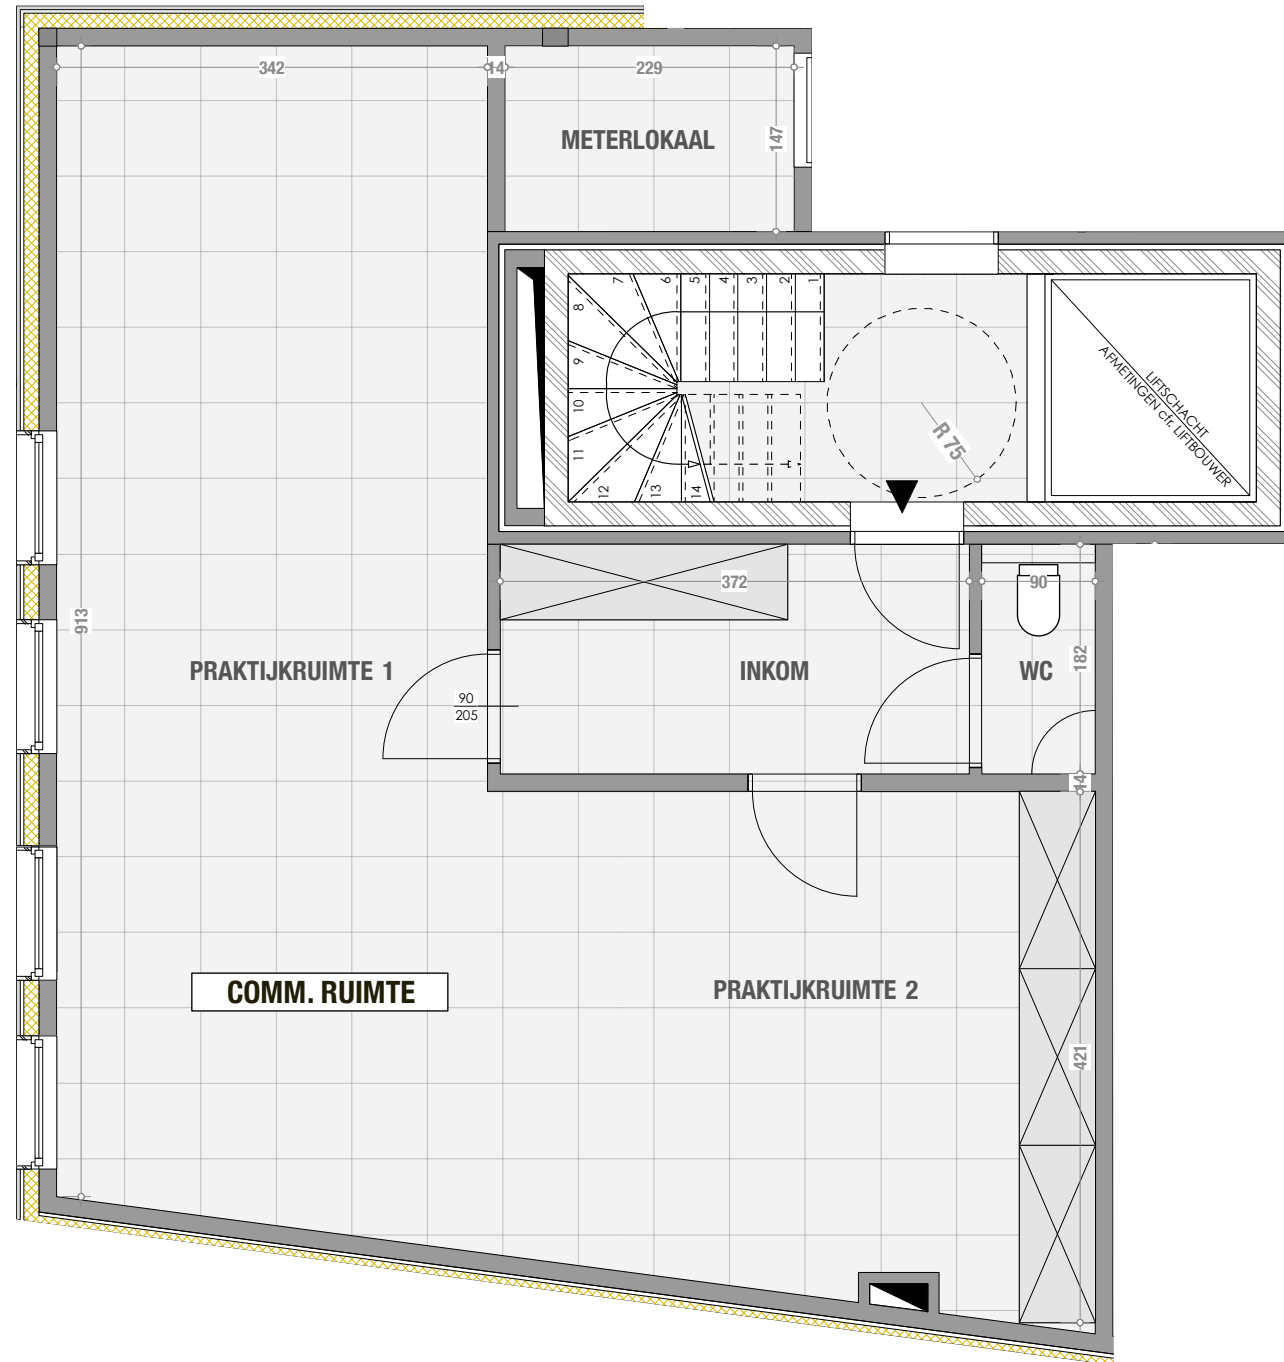 342
14
229
METERLOKAAL
147
1
2
3
4
5
6
7
8
9
10
11
12
13
14
R 75
LIFTSCHACHT
AFMETINGEN cfr. LIFTBOUWER
372
90
913
PRAKTIJKRUIMTE 1
90
205
INKOM
WC
182
14
COMM. RUIMTE
PRAKTIJKRUIMTE 2
421